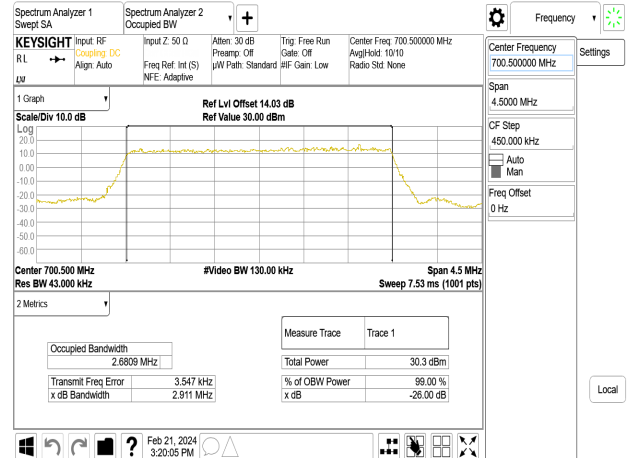 Spectrum Analyzer 1
Swept SA
Spectrum Analyzer 2
Occupied BW
Frequency
KEYSIGHT
RL
LXI
Input: RF
Coupling: DC
Align: Auto
Input Z: 50 Ω
Freq Ref: Int (S)
NFE: Adaptive
Atten: 30 dB
Preamp: Off
µW Path: Standard
Trig: Free Run
Gate: Off
#IF Gain: Low
Center Freq: 700.500000 MHz
Avg|Hold: 10/10
Radio Std: None
Center Frequency
700.500000 MHz
Settings
Span
4.5000 MHz
CF Step
450.000 kHz
Auto
Man
Freq Offset
0 Hz
Local
1 Graph
Ref Lvl Offset 14.03 dB
Scale/Div 10.0 dB
Ref Value 30.00 dBm
Log
20.0
10.0
0.00
-10.0
-20.0
-30.0
-40.0
-50.0
-60.0
Center 700.500 MHz
#Video BW 130.00 kHz
Span 4.5 MHz
Res BW 43.000 kHz
Sweep 7.53 ms (1001 pts)
2 Metrics
Measure Trace
Trace 1
Occupied Bandwidth
2.6809 MHz
Total Power
30.3 dBm
Transmit Freq Error
3.547 kHz
% of OBW Power
99.00 %
x dB Bandwidth
2.911 MHz
x dB
-26.00 dB
?
Feb 21, 2024
3:20:05 PM